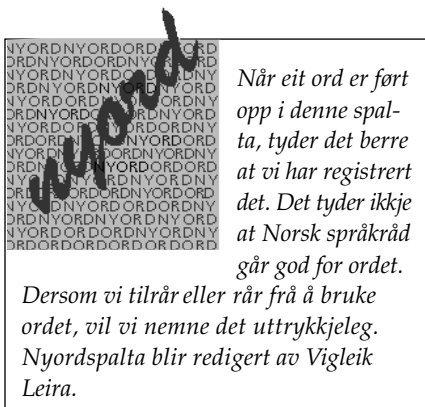 nyord
Når eit ord er ført
opp i denne spal-
ta, tyder det berre
at vi har registrert
det. Det tyder ikkje
at Norsk språkråd
går god for ordet.
Dersom vi tilrår eller rår frå å bruke
ordet, vil vi nemne det uttrykkjeleg.
Nyordspalta blir redigert av Vigleik
Leira.